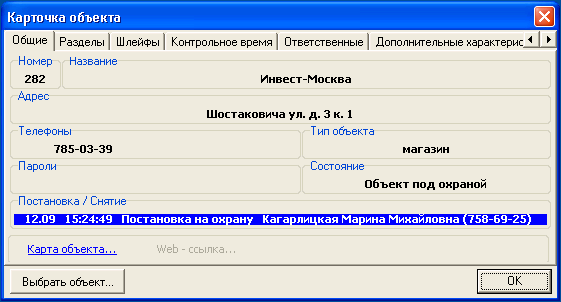 Карточка объекта
Общие Разделы Шлейфы Контрольное время Ответственные Дополнительные характерис
Номер Название
282 Инвест-Москва
Адрес
Шостаковича ул. д. 3 к. 1
Телефоны Тип объекта
785-03-39 магазин
Пароли Состояние
Объект под охраной
Постановка / Снятие
12.09 15:24:49 Постановка на охрану Кагарлицкая Марина Михайловна (758-69-25)
Карта объекта... Web - ссылка...
Выбрать объект... OK